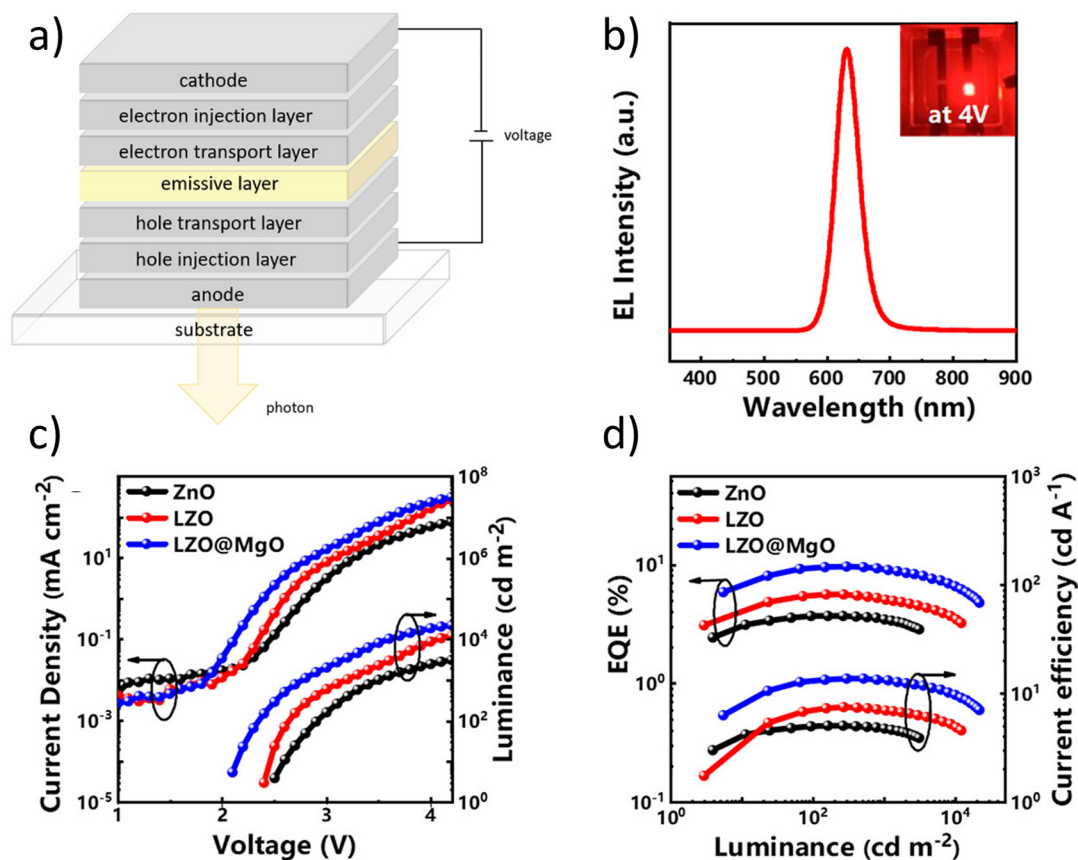 a)
cathode
electron injection layer
electron transport layer
emissive layer
hole transport layer
hole injection layer
anode
substrate
voltage
photon
b)
EL Intensity (a.u.)
at 4V
400 500 600 700 800 900
Wavelength (nm)
c)
Current Density (mA cm⁻²)
10¹
10⁻¹
10⁻³
10⁻⁵
ZnO
LZO
LZO@MgO
10⁸
10⁶
10⁴
10²
10⁰
Luminance (cd m⁻²)
1 2 3 4
Voltage (V)
d)
EQE (%)
10¹
10⁰
10⁻¹
ZnO
LZO
LZO@MgO
10³
10²
10¹
10⁰
Current efficiency (cd A⁻¹)
10⁰ 10² 10⁴
Luminance (cd m⁻²)